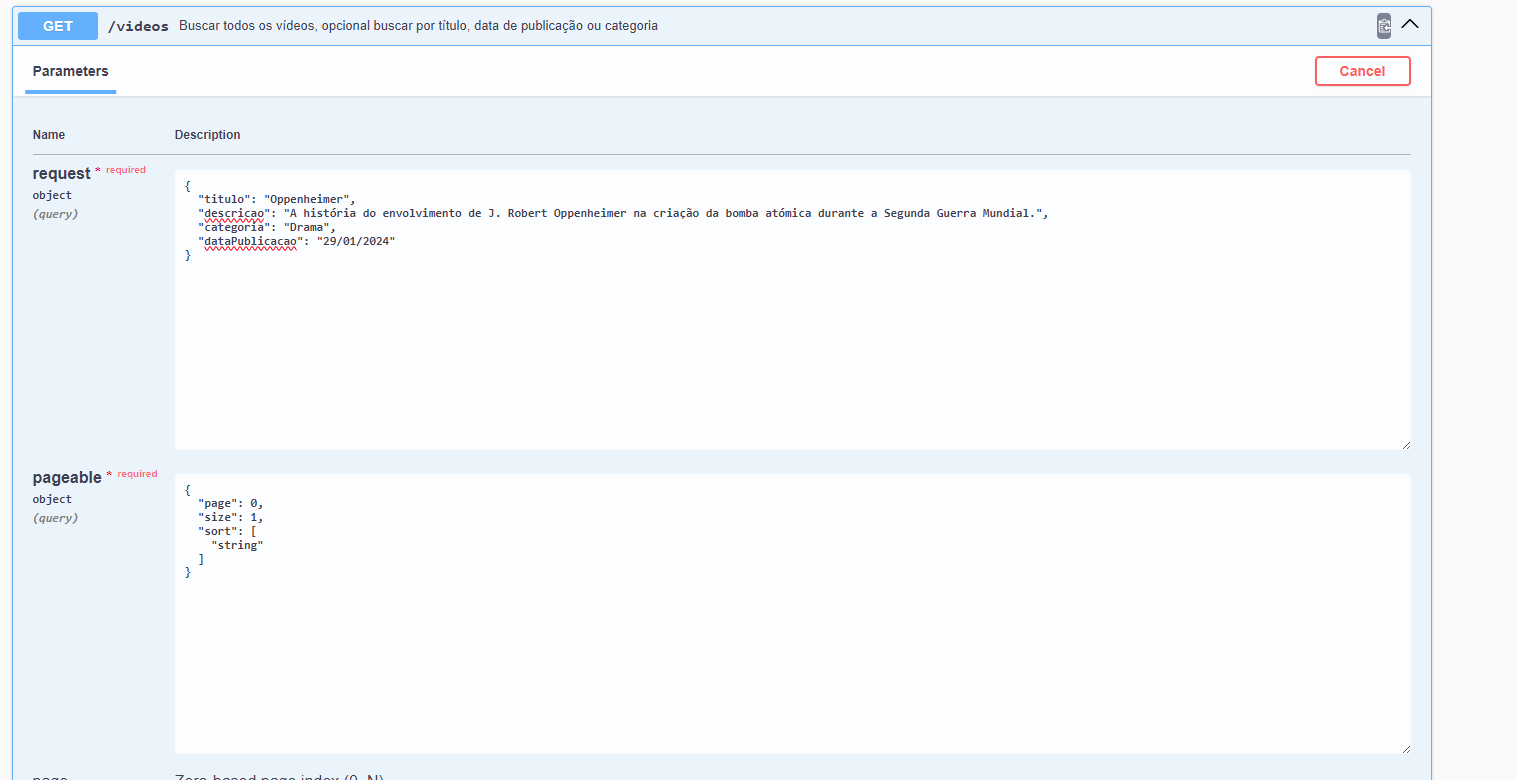 GET /videos Buscar todos os vídeos, opcional buscar por título, data de publicação ou categoria
Parameters
Cancel
Name Description
request * required
object
(query)
{
"titulo": "Oppenheimer",
"descricao": "A história do envolvimento de J. Robert Oppenheimer na criação da bomba atómica durante a Segunda Guerra Mundial.",
"categoria": "Drama",
"dataPublicacao": "29/01/2024"
}
pageable * required
object
(query)
{
"page": 0,
"size": 1,
"sort": [
"string"
]
}
page Zero-based page index (0..N)